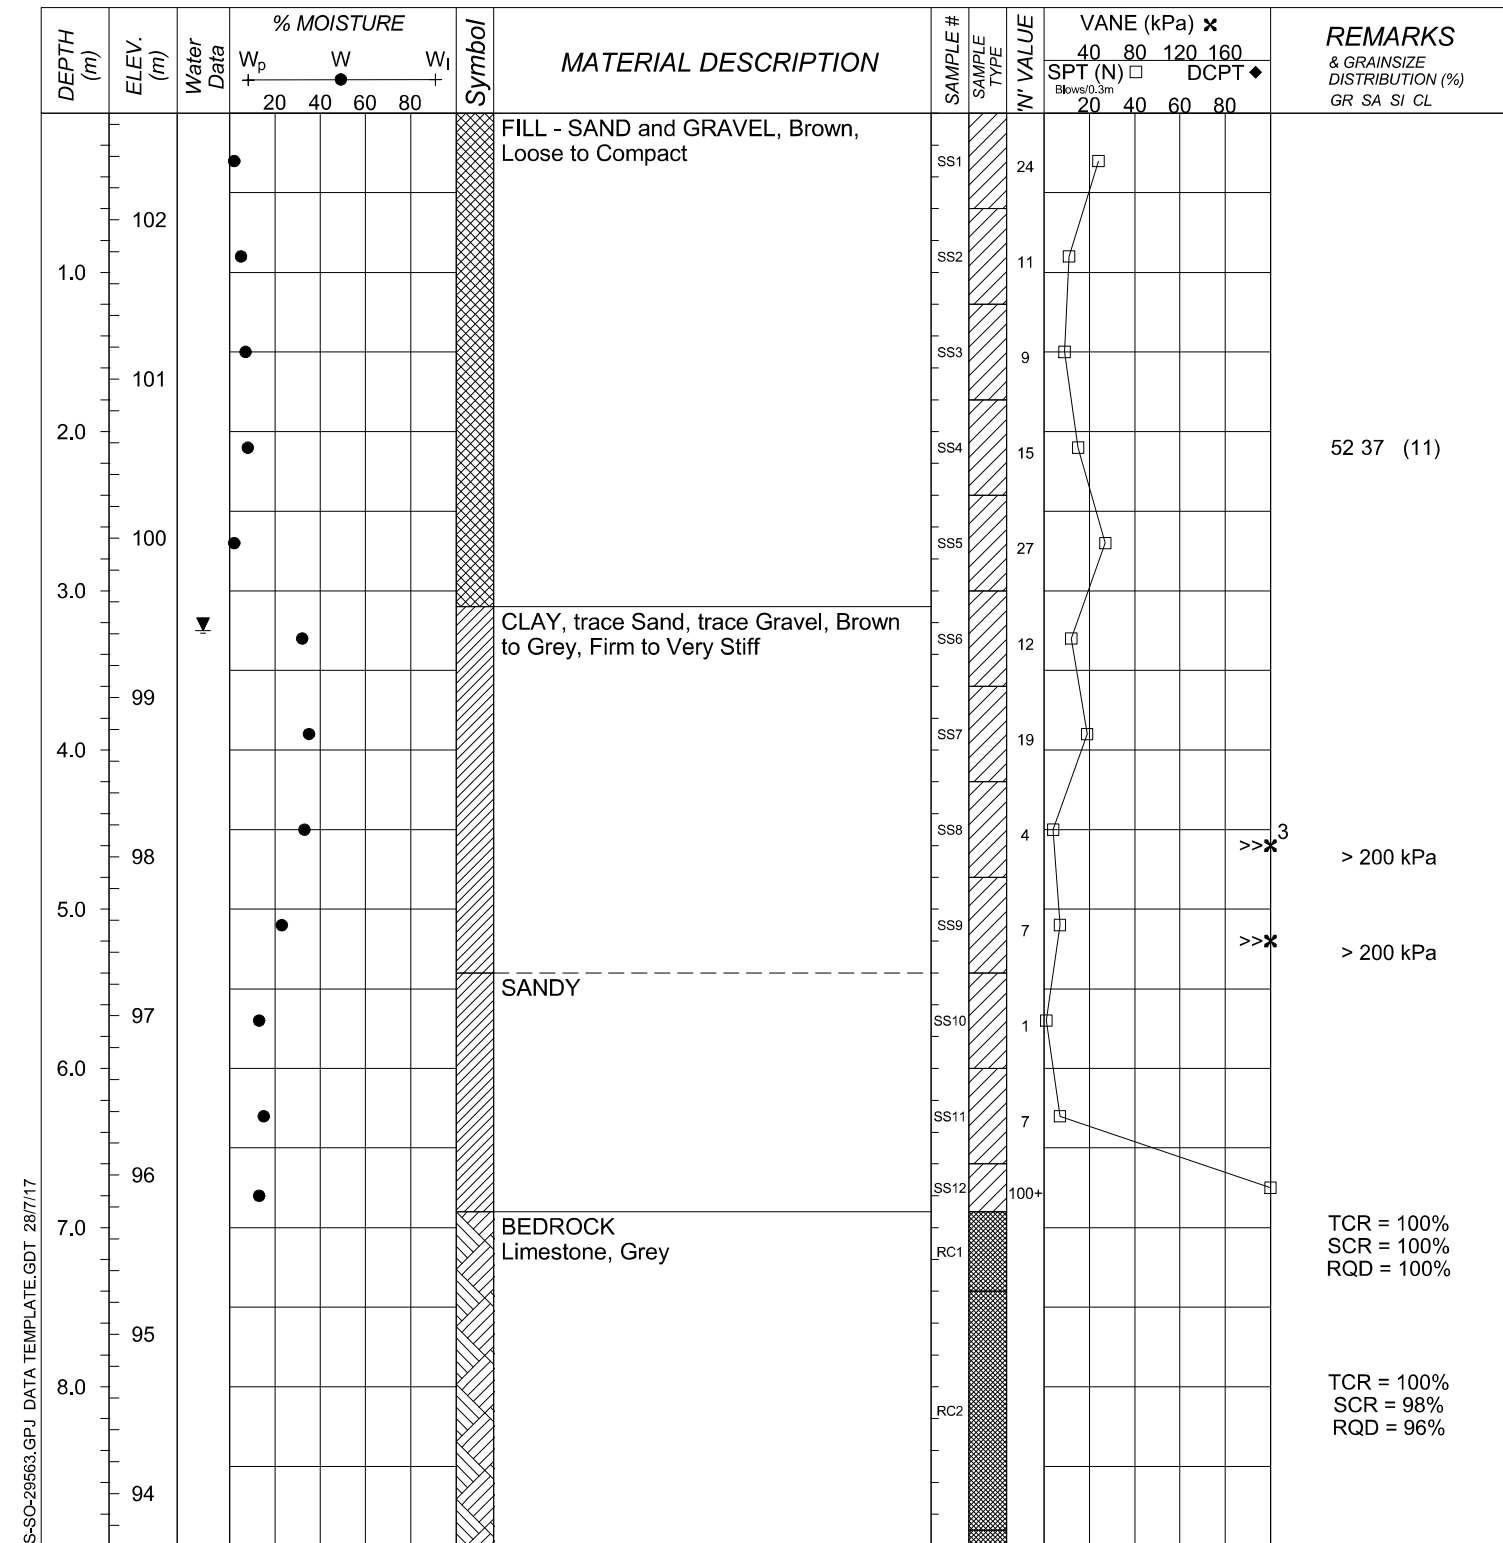 DEPTH (m)
ELEV. (m)
Water Data
% MOISTURE
Wp W Wl
20 40 60 80
Symbol
MATERIAL DESCRIPTION
SAMPLE #
SAMPLE TYPE
'N' VALUE
VANE (kPa) ✖
40 80 120 160
SPT (N) □ DCPT ◆
Blows/0.3m
20 40 60 80
REMARKS
& GRAINSIZE
DISTRIBUTION (%)
GR SA SI CL
FILL - SAND and GRAVEL, Brown,
Loose to Compact
SS1 24
102
SS2 11
1.0
SS3 9
101
2.0
SS4 15 52 37 (11)
100
SS5 27
3.0
CLAY, trace Sand, trace Gravel, Brown
to Grey, Firm to Very Stiff
SS6 12
99
SS7 19
4.0
SS8 4 3
>>✖
98 > 200 kPa
5.0
SS9 7
>>✖
> 200 kPa
SANDY
97
SS10 1
6.0
SS11 7
96
SS12 100+
7.0
BEDROCK
Limestone, Grey
RC1
TCR = 100%
SCR = 100%
RQD = 100%
95
8.0
RC2
TCR = 100%
SCR = 98%
RQD = 96%
94
S-SO-29563.GPJ DATA TEMPLATE.GDT 28/7/17